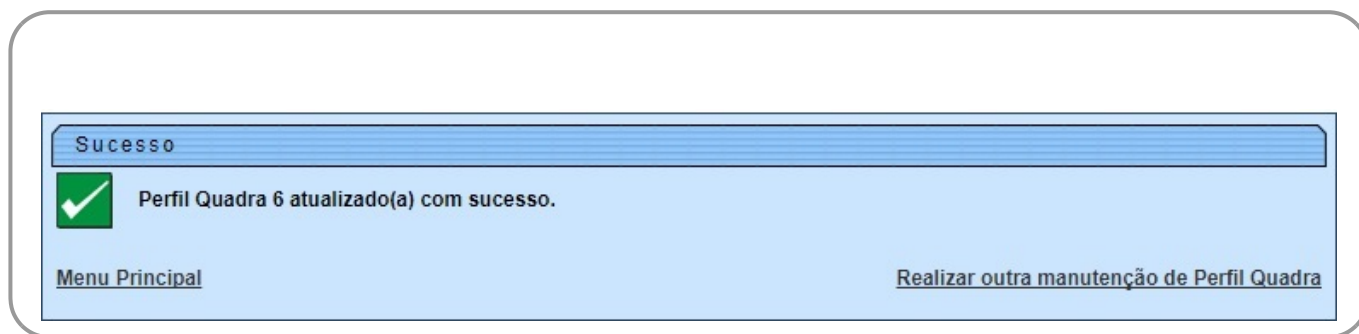 Sucesso
Perfil Quadra 6 atualizado(a) com sucesso.
Menu Principal Realizar outra manutenção de Perfil Quadra